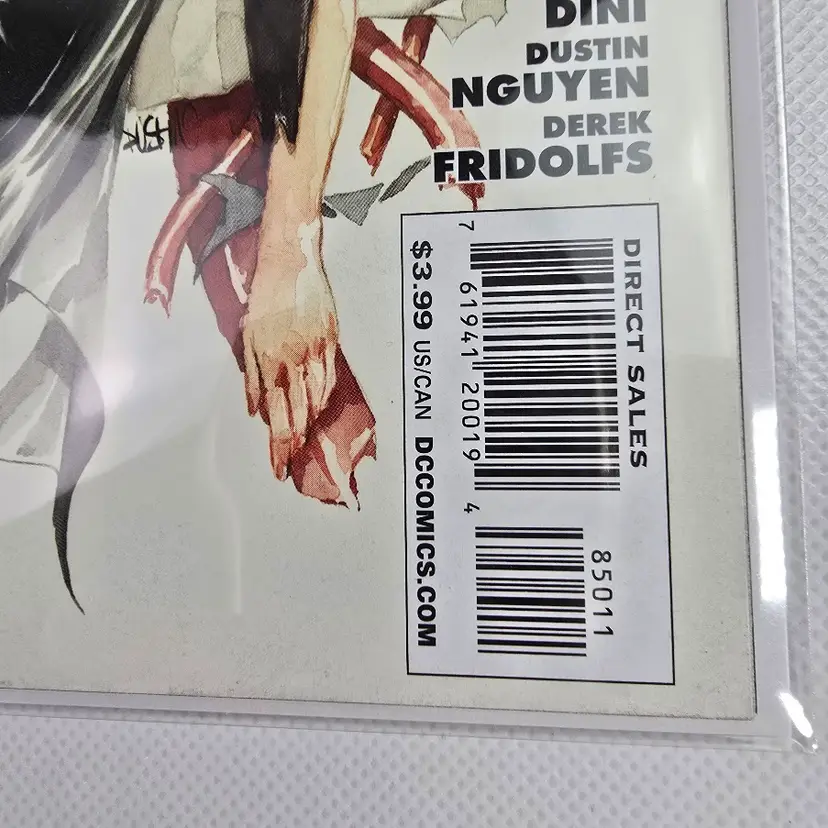 DINI
DUSTIN
NGUYEN
DEREK
FRIDOLFS
DIRECT SALES
7 61941 20019 4
85011
$3.99 US/CAN DCCOMICS.COM